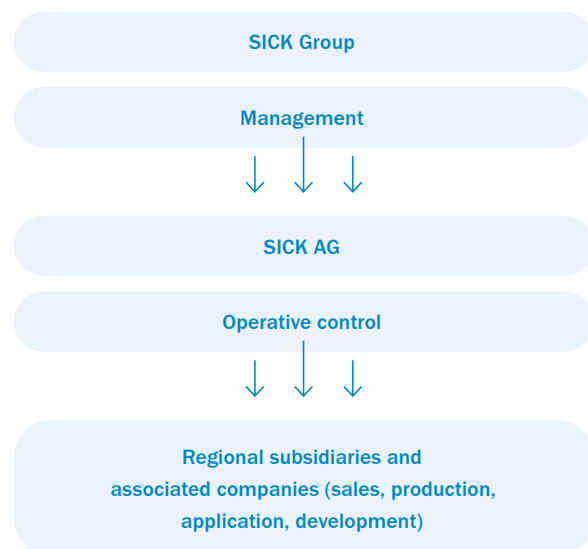 SICK Group
Management
SICK AG
Operative control
Regional subsidiaries and
associated companies (sales, production,
application, development)